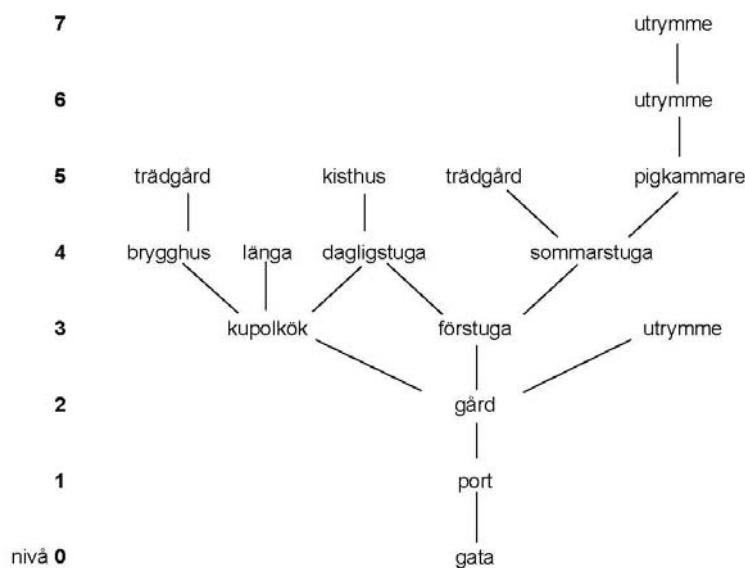 7 utrymme
6 utrymme
5 trädgård kisthus trädgård pigkammare
4 brygghus länga dagligstuga sommarstuga
3 kupolkök förstuga utrymme
2 gård
1 port
nivå 0 gata